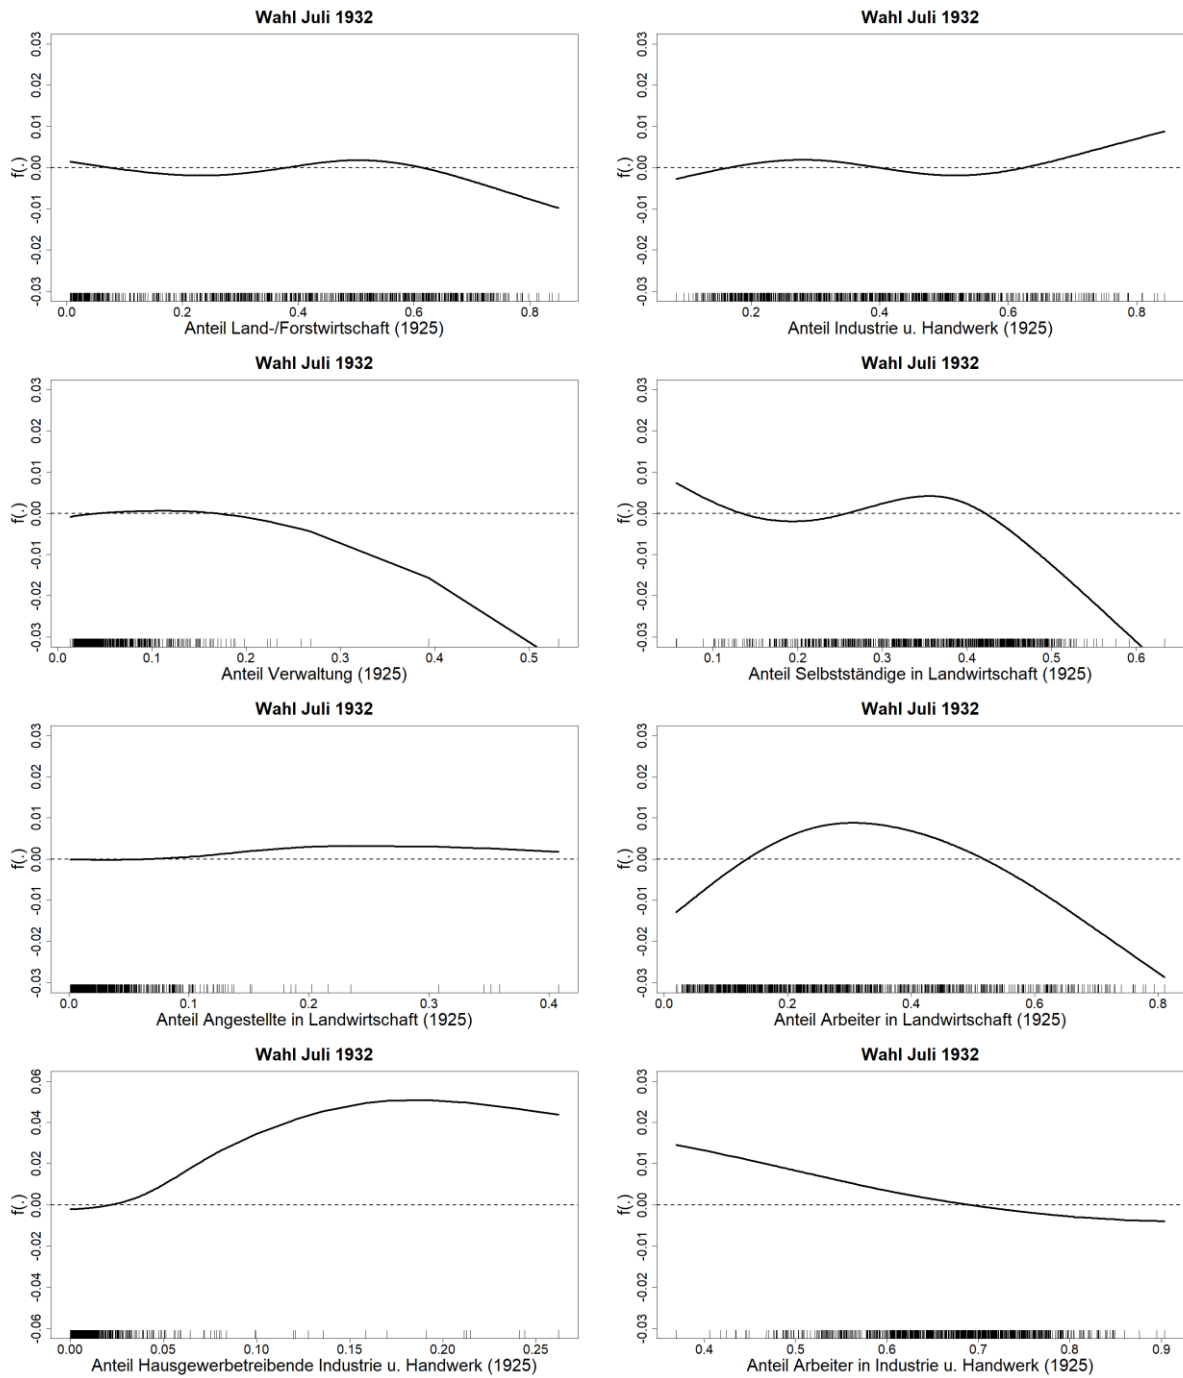 Wahl Juli 1932
0.03
0.02
0.01
0.00
-0.01
-0.02
-0.03
f(.)
0.0 0.2 0.4 0.6 0.8
Anteil Land-/Forstwirtschaft (1925)
Wahl Juli 1932
0.03
0.02
0.01
0.00
-0.01
-0.02
-0.03
f(.)
0.2 0.4 0.6 0.8
Anteil Industrie u. Handwerk (1925)
Wahl Juli 1932
0.03
0.02
0.01
0.00
-0.01
-0.02
-0.03
f(.)
0.0 0.1 0.2 0.3 0.4 0.5
Anteil Verwaltung (1925)
Wahl Juli 1932
0.03
0.02
0.01
0.00
-0.01
-0.02
-0.03
f(.)
0.1 0.2 0.3 0.4 0.5 0.6
Anteil Selbstständige in Landwirtschaft (1925)
Wahl Juli 1932
0.03
0.02
0.01
0.00
-0.01
-0.02
-0.03
f(.)
0.0 0.1 0.2 0.3 0.4
Anteil Angestellte in Landwirtschaft (1925)
Wahl Juli 1932
0.03
0.02
0.01
0.00
-0.01
-0.02
-0.03
f(.)
0.0 0.2 0.4 0.6 0.8
Anteil Arbeiter in Landwirtschaft (1925)
Wahl Juli 1932
0.06
0.04
0.02
0.00
-0.02
-0.04
-0.06
f(.)
0.00 0.05 0.10 0.15 0.20 0.25
Anteil Hausgewerbetreibende Industrie u. Handwerk (1925)
Wahl Juli 1932
0.03
0.02
0.01
0.00
-0.01
-0.02
-0.03
f(.)
0.4 0.5 0.6 0.7 0.8 0.9
Anteil Arbeiter in Industrie u. Handwerk (1925)